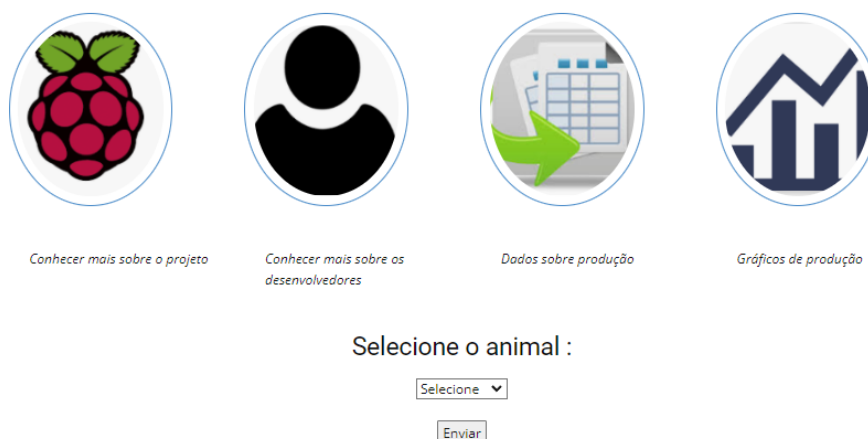 Conhecer mais sobre o projeto
Conhecer mais sobre os
desenvolvedores
Dados sobre produção
Gráficos de produção
Selecione o animal :
Selecione
Enviar